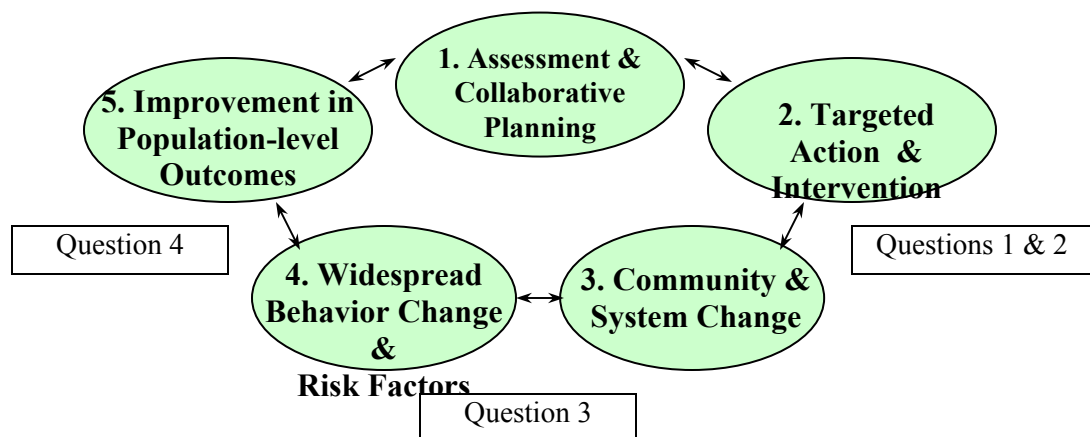 1. Assessment &
Collaborative
Planning
2. Targeted
Action &
Intervention
3. Community &
System Change
4. Widespread
Behavior Change
&
Risk Factors
5. Improvement in
Population-level
Outcomes
Question 4
Questions 1 & 2
Question 3